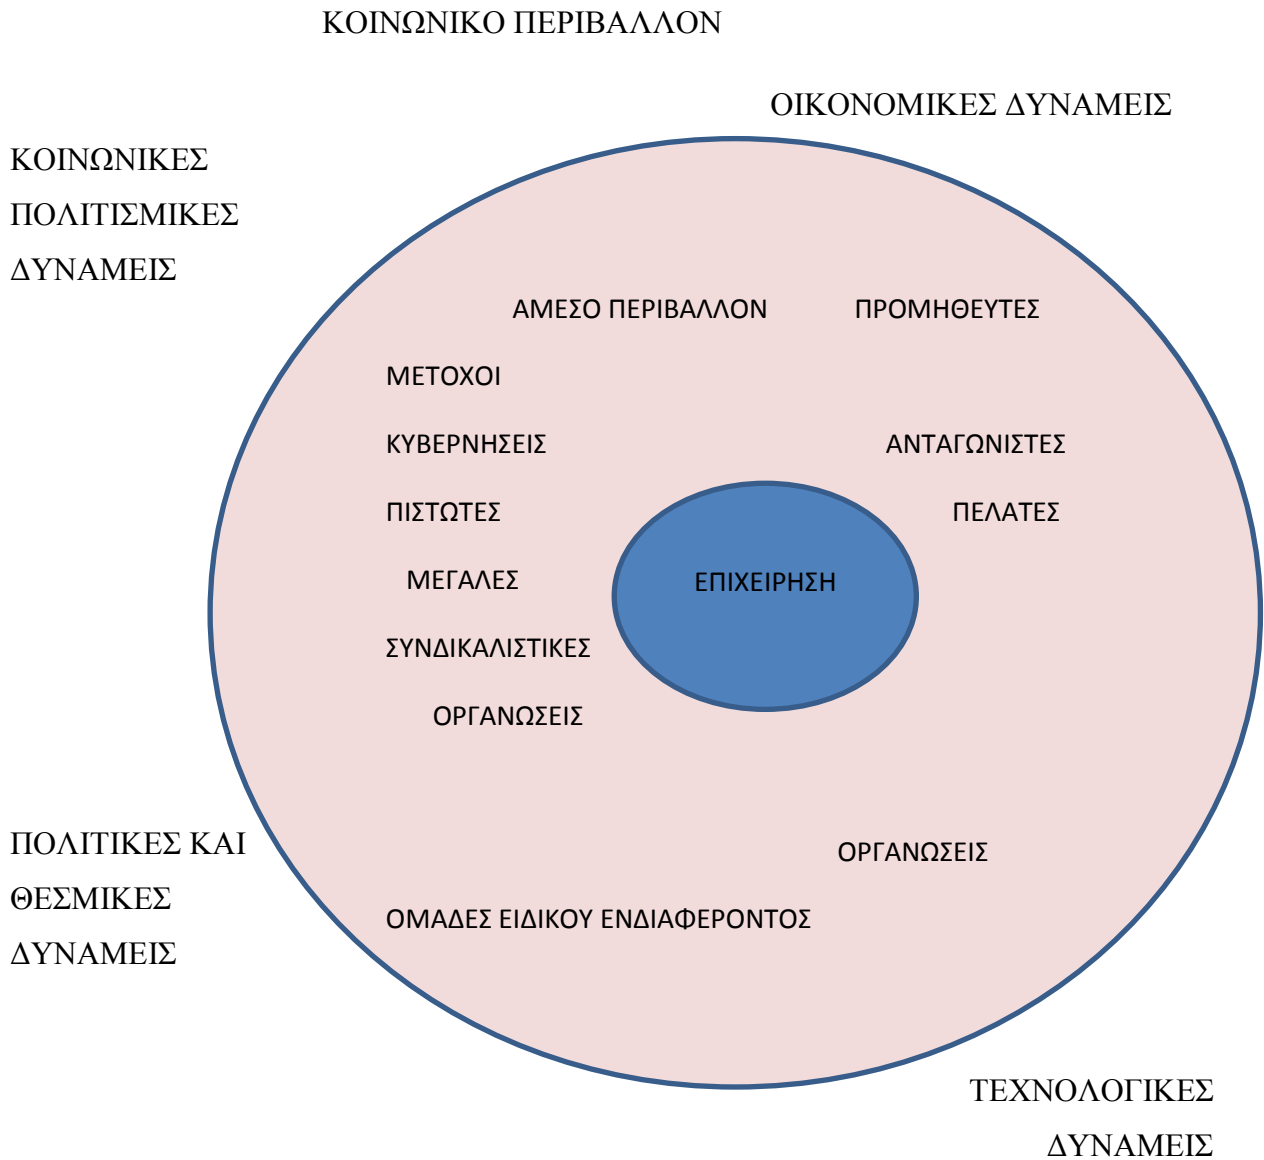 ΚΟΙΝΩΝΙΚΟ ΠΕΡΙΒΑΛΛΟΝ
ΟΙΚΟΝΟΜΙΚΕΣ ΔΥΝΑΜΕΙΣ
ΚΟΙΝΩΝΙΚΕΣ
ΠΟΛΙΤΙΣΜΙΚΕΣ
ΔΥΝΑΜΕΙΣ
ΑΜΕΣΟ ΠΕΡΙΒΑΛΛΟΝ ΠΡΟΜΗΘΕΥΤΕΣ
ΜΕΤΟΧΟΙ
ΚΥΒΕΡΝΗΣΕΙΣ ΑΝΤΑΓΩΝΙΣΤΕΣ
ΠΙΣΤΩΤΕΣ ΠΕΛΑΤΕΣ
ΜΕΓΑΛΕΣ ΕΠΙΧΕΙΡΗΣΗ
ΣΥΝΔΙΚΑΛΙΣΤΙΚΕΣ
ΟΡΓΑΝΩΣΕΙΣ
ΠΟΛΙΤΙΚΕΣ ΚΑΙ
ΘΕΣΜΙΚΕΣ
ΔΥΝΑΜΕΙΣ
ΟΡΓΑΝΩΣΕΙΣ
ΟΜΑΔΕΣ ΕΙΔΙΚΟΥ ΕΝΔΙΑΦΕΡΟΝΤΟΣ
ΤΕΧΝΟΛΟΓΙΚΕΣ
ΔΥΝΑΜΕΙΣ